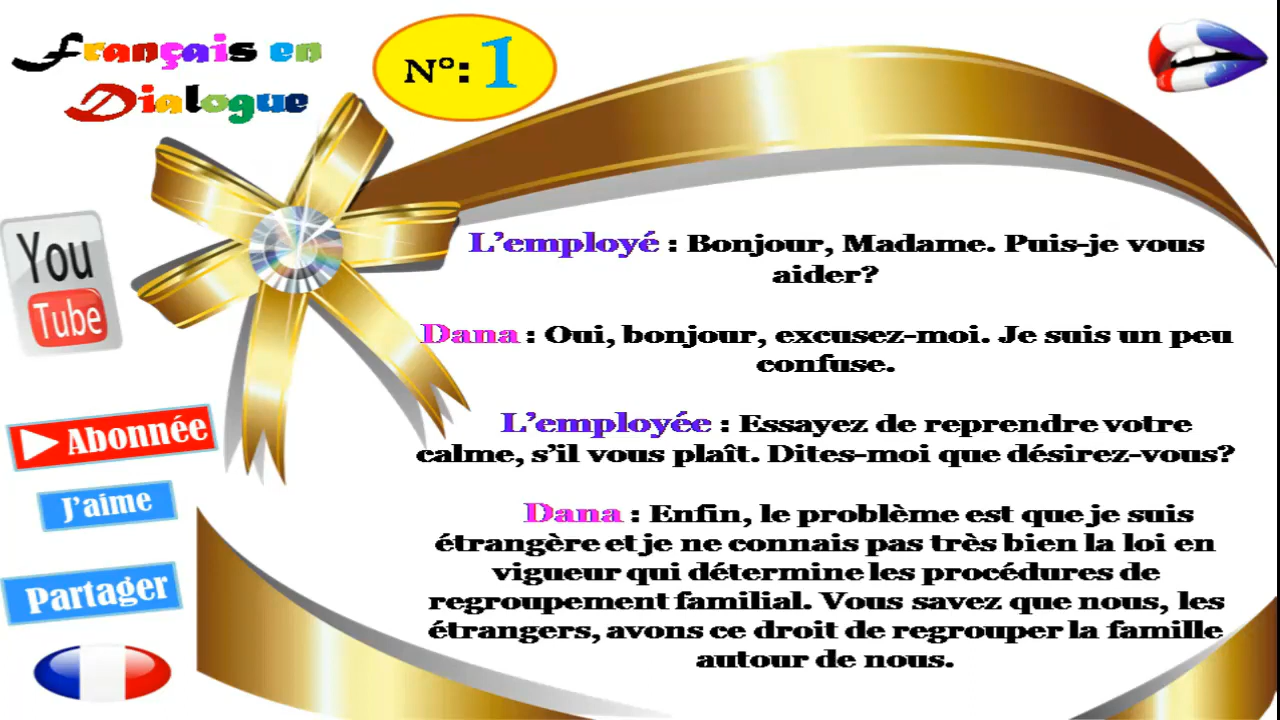 Français en
Dialogue
N°: 1
You
Tube
Abonnée
J'aime
Partager
L'employé : Bonjour, Madame. Puis-je vous
aider?
Dana : Oui, bonjour, excusez-moi. Je suis un peu
confuse.
L'employée : Essayez de reprendre votre
calme, s'il vous plaît. Dites-moi que désirez-vous?
Dana : Enfin, le problème est que je suis
étrangère et je ne connais pas très bien la loi en
vigueur qui détermine les procédures de
regroupement familial. Vous savez que nous, les
étrangers, avons ce droit de regrouper la famille
autour de nous.